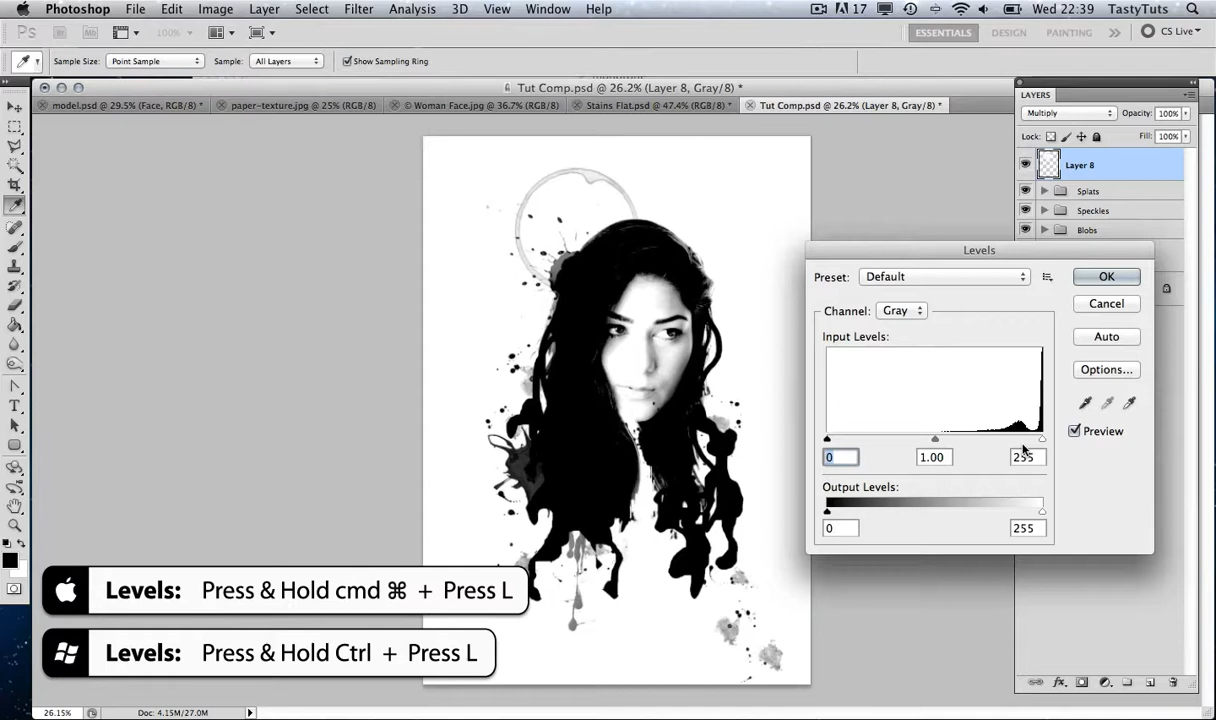 Photoshop File Edit Image Layer Select Filter Analysis 3D View Window Help 17 Wed 22:39 TastyTuts
Ps Br Mb 100% ESSENTIALS DESIGN PAINTING >> CS Live
Sample Size: Point Sample Sample: All Layers Show Sampling Ring
Tut Comp.psd @ 26.2% (Layer 8, Gray/8) *
model.psd @ 29.5% (Face, RGB/8) * paper-texture.jpg @ 25% (RGB/8) © Woman Face.jpg @ 36.7% (RGB/8) Stains Flat.psd @ 47.4% (RGB/8) * Tut Comp.psd @ 26.2% (Layer 8, Gray/8) *
LAYERS
Multiply Opacity: 100%
Lock: Fill: 100%
Layer 8
Splats
Speckles
Blobs
Levels
Preset: Default OK
Channel: Gray Cancel
Input Levels: Auto
Options...
Preview
0 1.00 255
Output Levels:
0 255
Levels: Press & Hold cmd ⌘ + Press L
Levels: Press & Hold Ctrl + Press L
26.15% Doc: 4.15M/27.0M